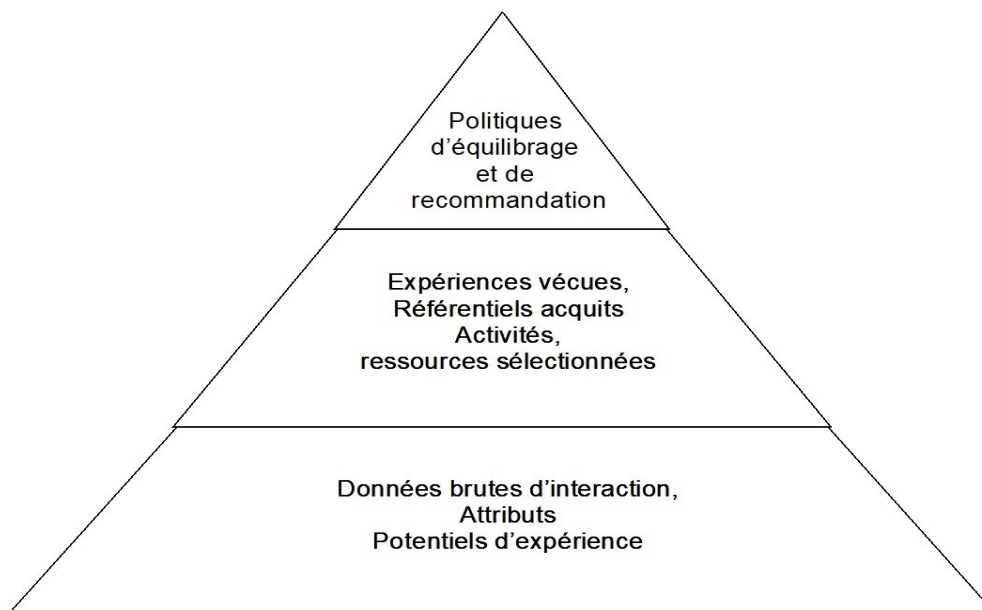 Politiques
d’équilibrage
et de
recommandation
Expériences vécues,
Référentiels acquits
Activités,
ressources sélectionnées
Données brutes d’interaction,
Attributs
Potentiels d’expérience